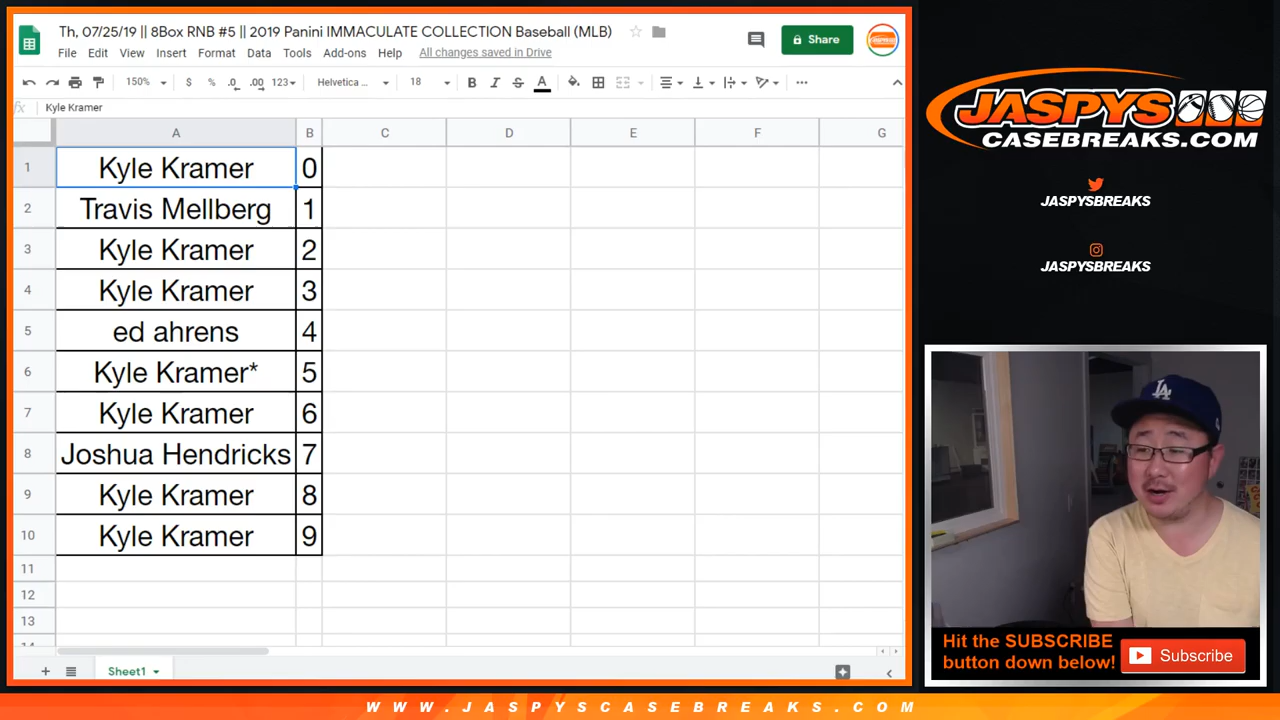 Th, 07/25/19 || 8Box RNB #5 || 2019 Panini IMMACULATE COLLECTION Baseball (MLB)
File Edit View Insert Format Data Tools Add-ons Help All changes saved in Drive
Share
150% $ % .0 .00 123 Helvetica ... 18 B I S A
fx Kyle Kramer
A B C D E F G
1 Kyle Kramer 0
2 Travis Mellberg 1
3 Kyle Kramer 2
4 Kyle Kramer 3
5 ed ahrens 4
6 Kyle Kramer* 5
7 Kyle Kramer 6
8 Joshua Hendricks 7
9 Kyle Kramer 8
10 Kyle Kramer 9
11
12
13
14
Sheet1
JASPYS
CASEBREAKS.COM
JASPYSBREAKS
JASPYSBREAKS
LA
Hit the SUBSCRIBE
button down below!
Subscribe
WWW.JASPYSCASEBREAKS.COM